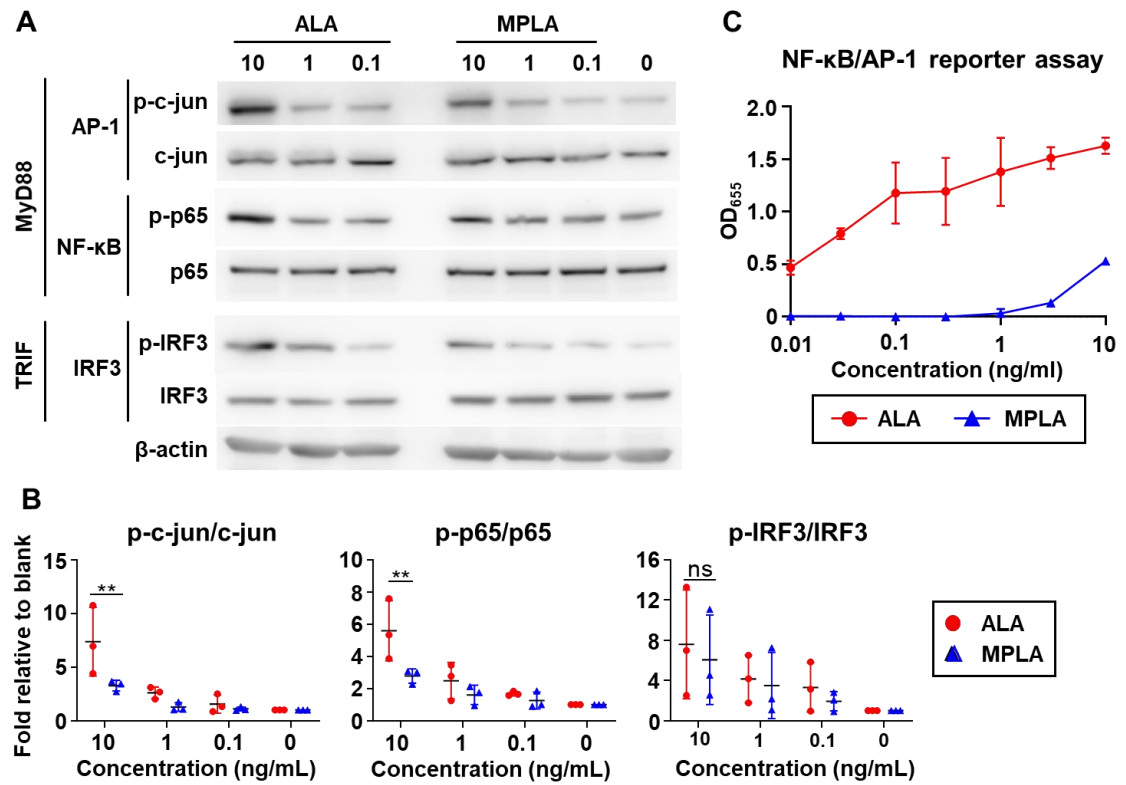 A
ALA MPLA
10 1 0.1 10 1 0.1 0
MyD88
AP-1
p-c-jun
c-jun
NF-κB
p-p65
p65
TRIF
IRF3
p-IRF3
IRF3
β-actin
C
NF-κB/AP-1 reporter assay
OD655
2.0
1.5
1.0
0.5
0
0.01 0.1 1 10
Concentration (ng/ml)
ALA MPLA
B
Fold relative to blank
p-c-jun/c-jun
15
10
5
0
**
10 1 0.1 0
Concentration (ng/mL)
p-p65/p65
10
8
6
4
2
0
**
10 1 0.1 0
Concentration (ng/mL)
p-IRF3/IRF3
16
12
8
4
0
ns
10 1 0.1 0
Concentration (ng/mL)
ALA
MPLA